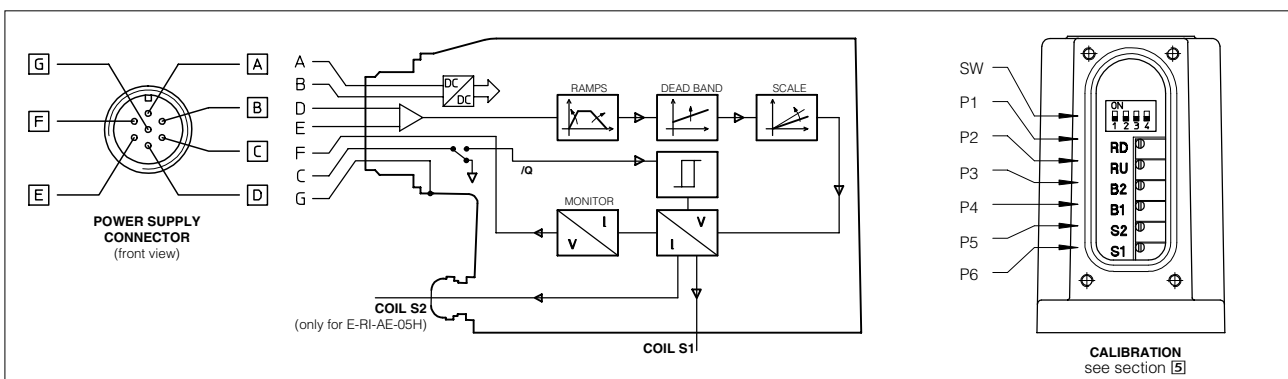 G
F
E
A
B
C
D
POWER SUPPLY
CONNECTOR
(front view)
A
B
D
E
F
C
G
DC
DC
RAMPS
DEAD BAND
SCALE
/Q
MONITOR
I
V
V
I
COIL S2
(only for E-RI-AE-05H)
COIL S1
SW
P1
P2
P3
P4
P5
P6
ON
1 2 3 4
RD
RU
B2
B1
S2
S1
CALIBRATION
see section 5